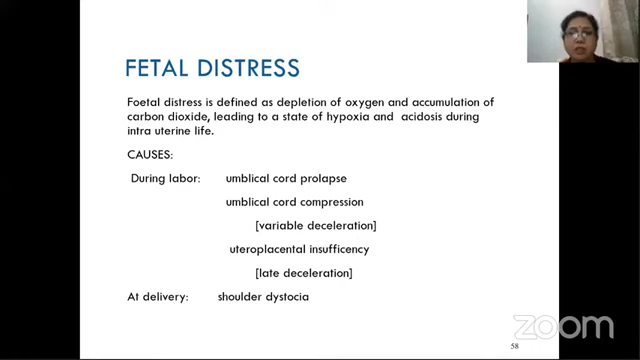 FETAL DISTRESS
Foetal distress is defined as depletion of oxygen and accumulation of
carbon dioxide, leading to a state of hypoxia and acidosis during
intra uterine life.
CAUSES:
During labor: umblical cord prolapse
umblical cord compression
[variable deceleration]
uteroplacental insufficency
[late deceleration]
At delivery: shoulder dystocia
zoom
58